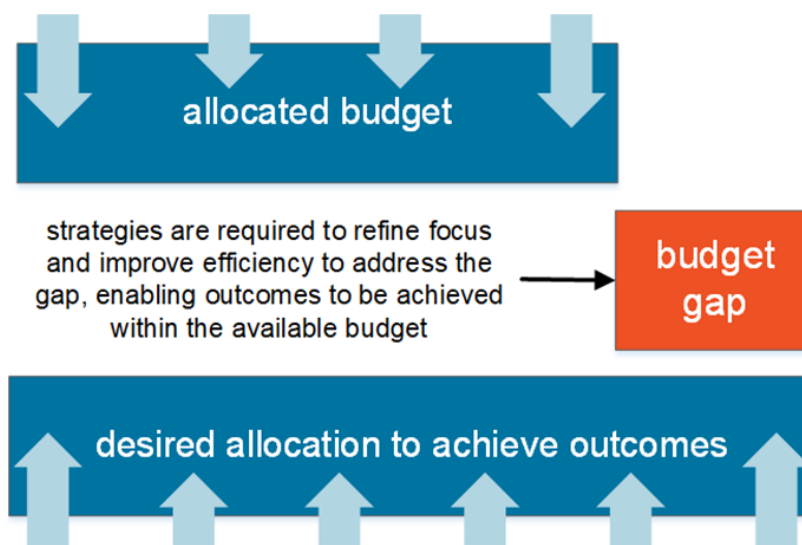 allocated budget
strategies are required to refine focus
and improve efficiency to address the
gap, enabling outcomes to be achieved
within the available budget
budget
gap
desired allocation to achieve outcomes